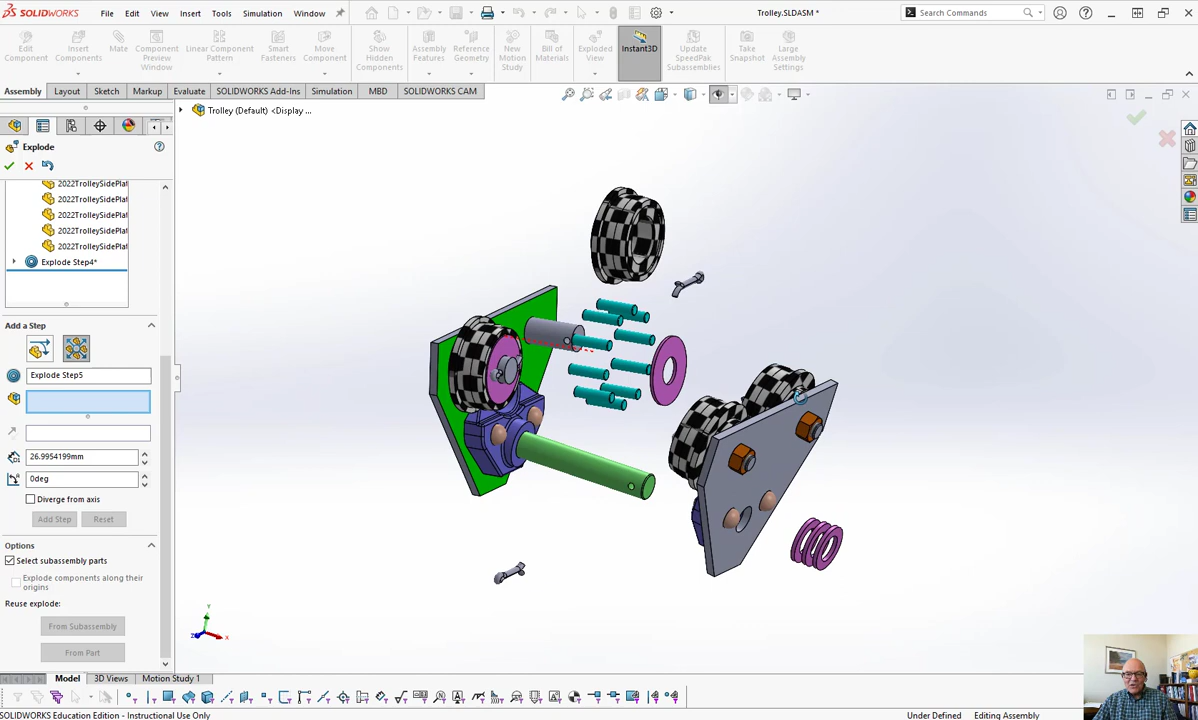 SOLIDWORKS
File
Edit
View
Insert
Tools
Simulation
Window
Trolley.SLDASM *
Search Commands
Edit
Component
Insert
Components
Mate
Component
Preview
Window
Linear Component
Pattern
Smart
Fasteners
Move
Component
Show
Hidden
Components
Assembly
Features
Reference
Geometry
New
Motion
Study
Bill of
Materials
Exploded
View
Instant3D
Update
SpeedPak
Subassemblies
Take
Snapshot
Large
Assembly
Settings
Assembly
Layout
Sketch
Markup
Evaluate
SOLIDWORKS Add-Ins
Simulation
MBD
SOLIDWORKS CAM
Trolley (Default) <Display ...
Explode
2022TrolleySidePlat
2022TrolleySidePlat
2022TrolleySidePlat
2022TrolleySidePlat
2022TrolleySidePlat
Explode Step4*
Add a Step
Explode Step5
26.9954199mm
0deg
Diverge from axis
Add Step
Reset
Options
Select subassembly parts
Explode components along their
origins
Reuse explode:
From Subassembly
From Part
Y
Z
X
Model
3D Views
Motion Study 1
SOLIDWORKS Education Edition - Instructional Use Only
Under Defined
Editing Assembly